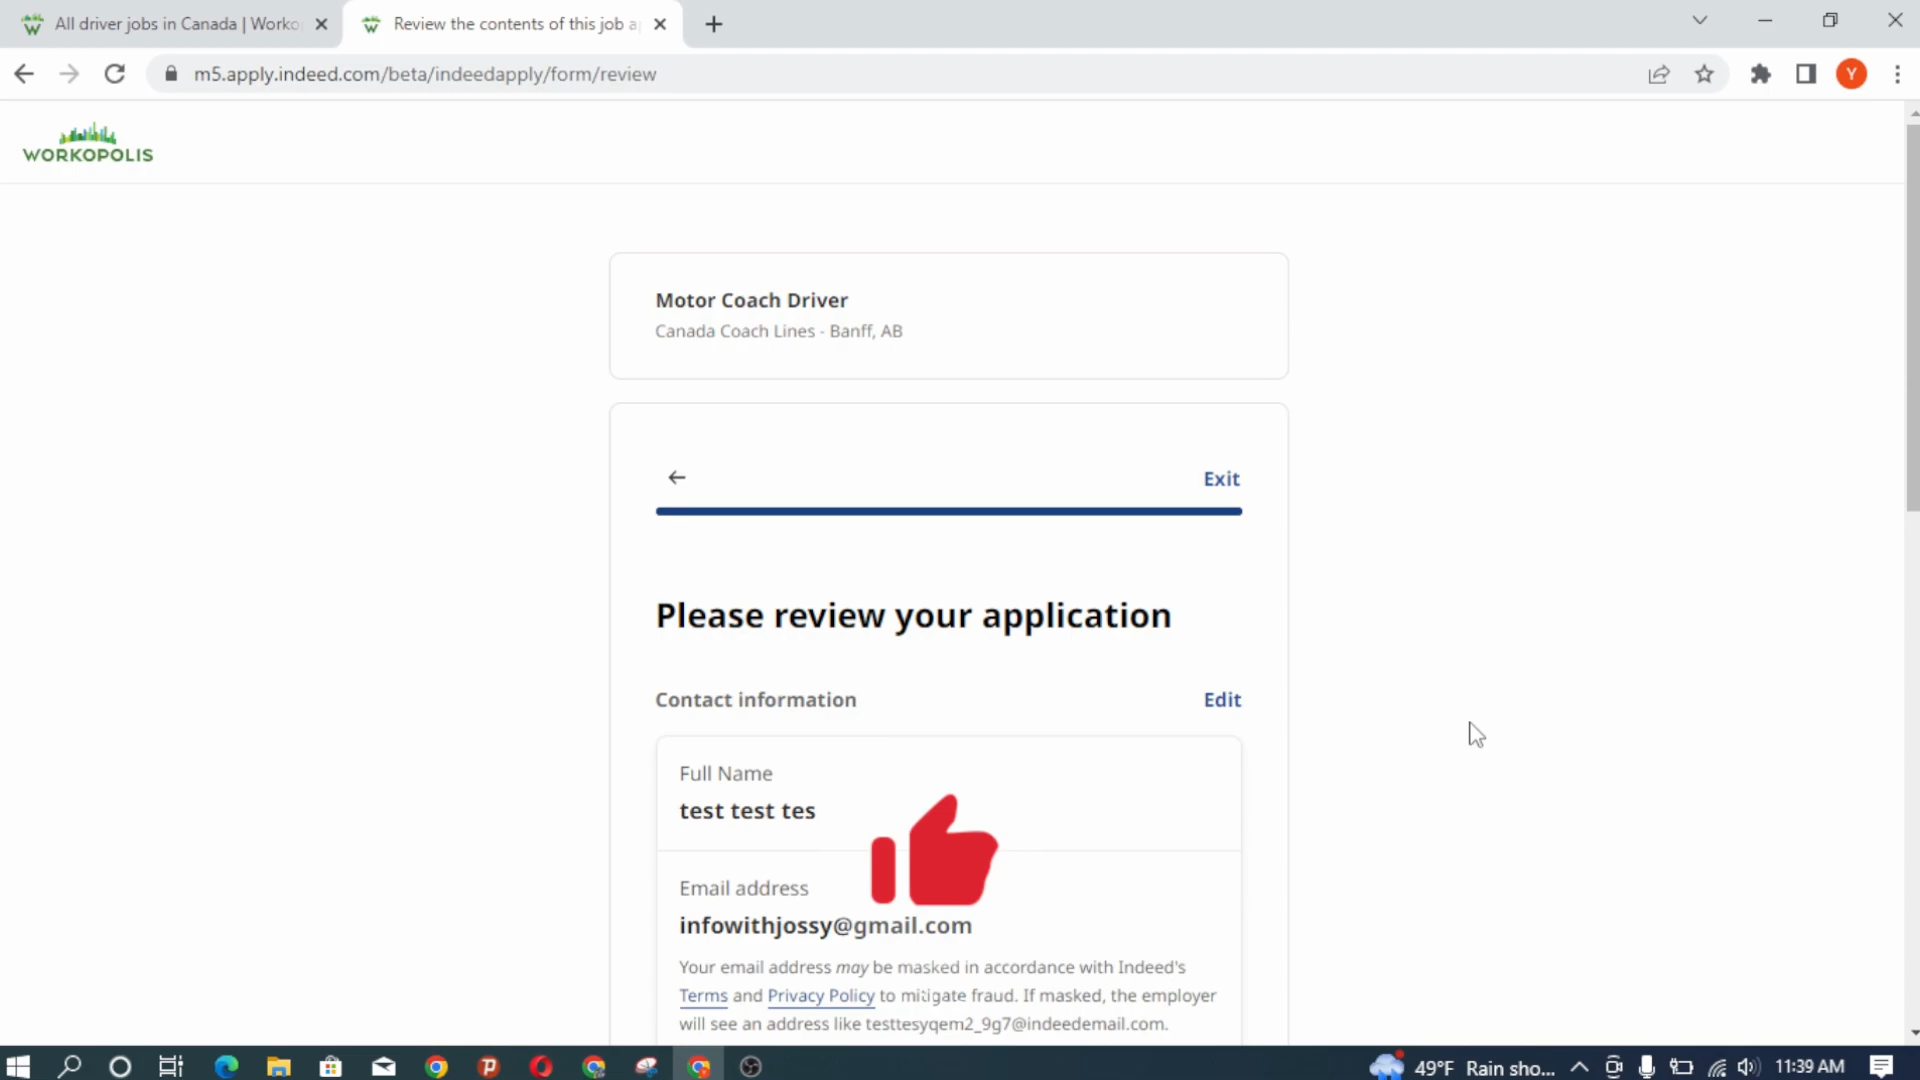 All driver jobs in Canada | Worko
Review the contents of this job a
m5.apply.indeed.com/beta/indeedapply/form/review
Y
WORKOPOLIS
Motor Coach Driver
Canada Coach Lines - Banff, AB
Exit
Please review your application
Contact information
Edit
Full Name
test test tes
Email address
infowithjossy@gmail.com
Your email address may be masked in accordance with Indeed's
Terms and Privacy Policy to mitigate fraud. If masked, the employer
will see an address like testtesyqem2_9g7@indeedemail.com.
49°F Rain sho...
11:39 AM